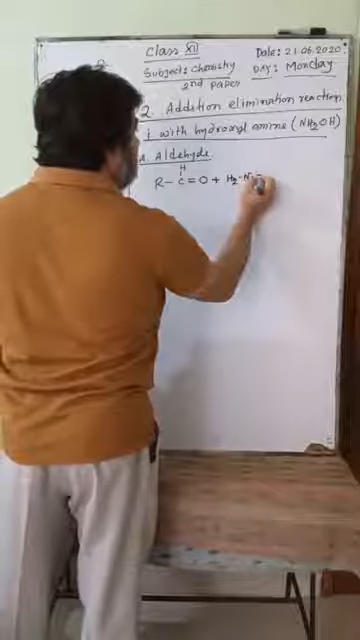 Class XII
Date: 21.06.2020
Subject: Chemistry
Day: Monday
2nd paper
2. Addition elimination reaction
i. with hydroxyl amine (NH2OH)
a. Aldehyde
H
R - C = O + H2-N